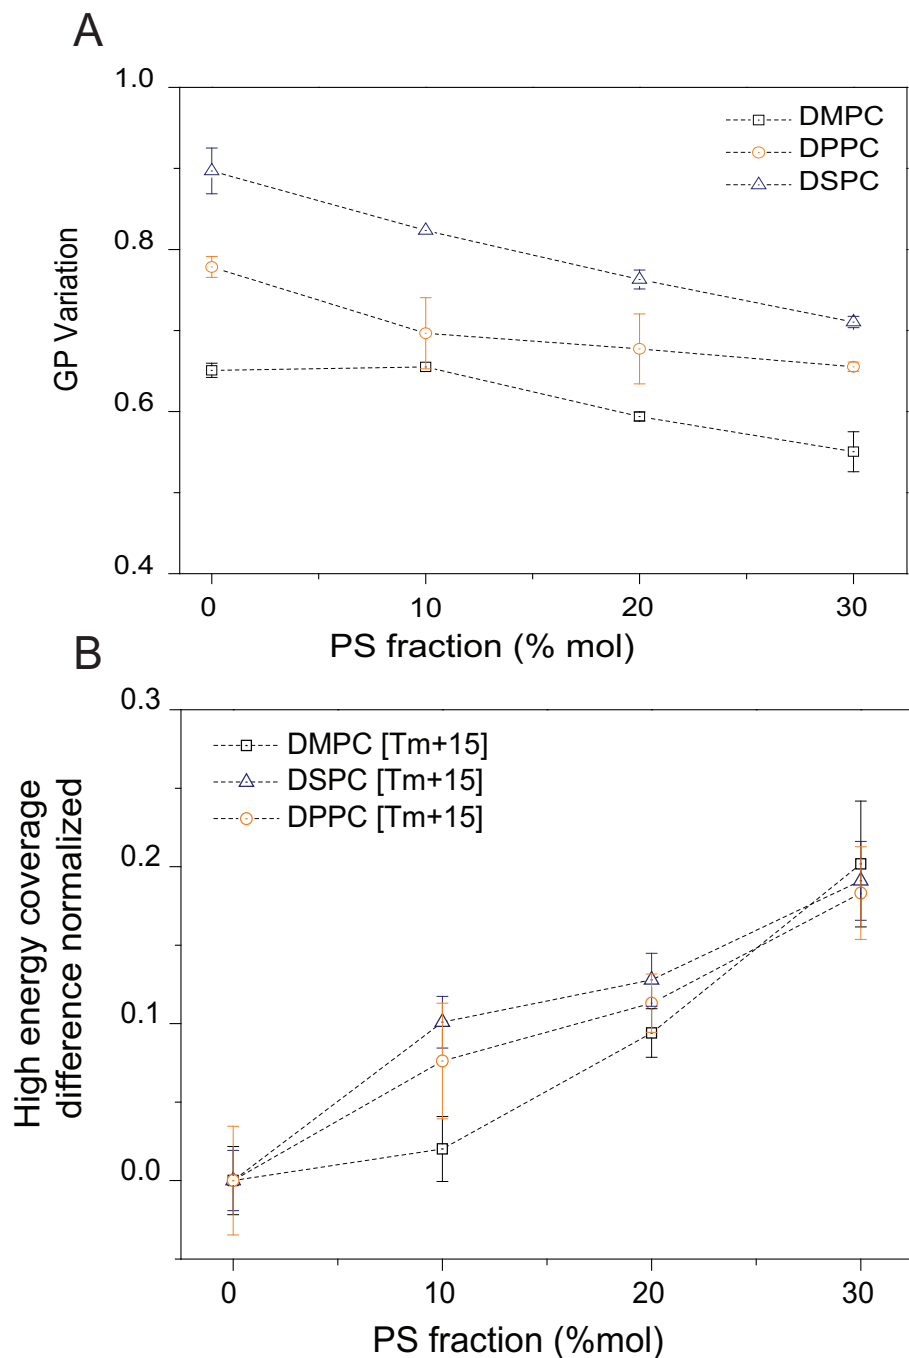 A
1.0
0.8
0.6
0.4
GP Variation
DMPC
DPPC
DSPC
0 10 20 30
PS fraction (% mol)
B
0.3
0.2
0.1
0.0
High energy coverage
difference normalized
DMPC [Tm+15]
DSPC [Tm+15]
DPPC [Tm+15]
0 10 20 30
PS fraction (%mol)